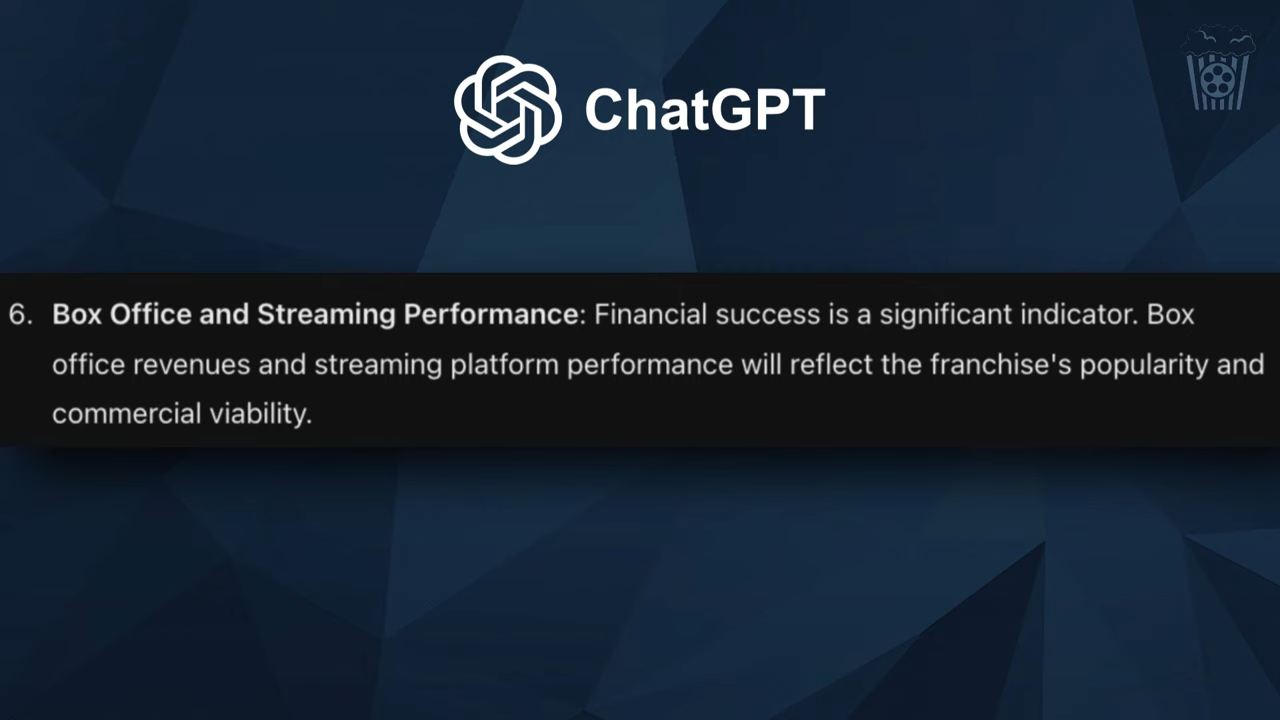 ChatGPT
6. Box Office and Streaming Performance: Financial success is a significant indicator. Box
office revenues and streaming platform performance will reflect the franchise's popularity and
commercial viability.